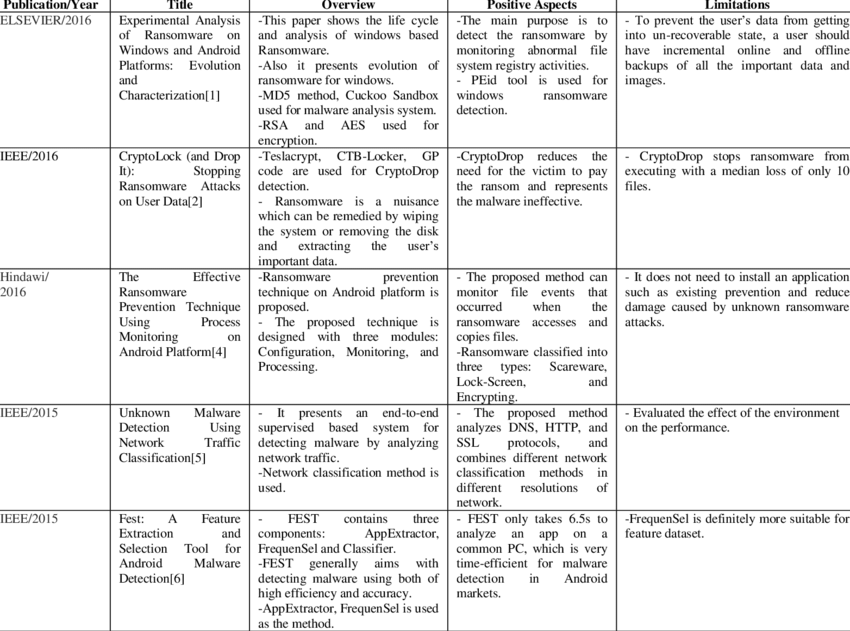 Publication/Year Title Overview Positive Aspects Limitations
ELSEVIER/2016
Experimental Analysis
of Ransomware on
Windows and Android
Platforms: Evolution
and
Characterization[1]
-This paper shows the life cycle
and analysis of windows based
Ransomware.
-Also it presents evolution of
ransomware for windows.
-MD5 method, Cuckoo Sandbox
used for malware analysis system.
-RSA and AES used for
encryption.
-The main purpose is to
detect the ransomware by
monitoring abnormal file
system registry activities.
- PEid tool is used for
windows ransomware
detection.
- To prevent the user's data from getting
into un-recoverable state, a user should
have incremental online and offline
backups of all the important data and
images.
IEEE/2016
CryptoLock (and Drop
It): Stopping
Ransomware Attacks
on User Data[2]
-Teslacrypt, CTB-Locker, GP
code are used for CryptoDrop
detection.
- Ransomware is a nuisance
which can be remedied by wiping
the system or removing the disk
and extracting the user's
important data.
-CryptoDrop reduces the
need for the victim to pay
the ransom and represents
the malware ineffective.
- CryptoDrop stops ransomware from
executing with a median loss of only 10
files.
Hindawi/
2016
The Effective
Ransomware
Prevention Technique
Using Process
Monitoring on
Android Platform[4]
-Ransomware prevention
technique on Android platform is
proposed.
- The proposed technique is
designed with three modules:
Configuration, Monitoring, and
Processing.
- The proposed method can
monitor file events that
occurred when the
ransomware accesses and
copies files.
-Ransomware classified into
three types: Scareware,
Lock-Screen, and
Encrypting.
- It does not need to install an application
such as existing prevention and reduce
damage caused by unknown ransomware
attacks.
IEEE/2015
Unknown Malware
Detection Using
Network Traffic
Classification[5]
- It presents an end-to-end
supervised based system for
detecting malware by analyzing
network traffic.
-Network classification method is
used.
- The proposed method
analyzes DNS, HTTP, and
SSL protocols, and
combines different network
classification methods in
different resolutions of
network.
- Evaluated the effect of the environment
on the performance.
IEEE/2015
Fest: A Feature
Extraction and
Selection Tool for
Android Malware
Detection[6]
- FEST contains three
components: AppExtractor,
FrequenSel and Classifier.
-FEST generally aims with
detecting malware using both of
high efficiency and accuracy.
-AppExtractor, FrequenSel is used
as the method.
- FEST only takes 6.5s to
analyze an app on a
common PC, which is very
time-efficient for malware
detection in Android
markets.
-FrequenSel is definitely more suitable for
feature dataset.